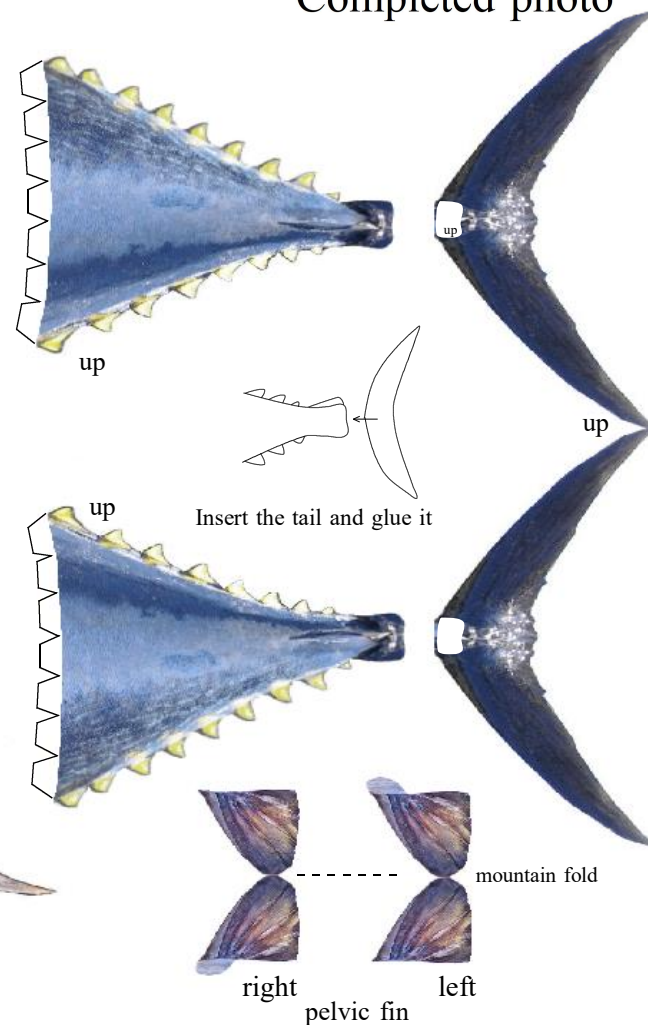 Completed photo
up
up
up
Insert the tail and glue it
up
mountain fold
right
left
pelvic fin